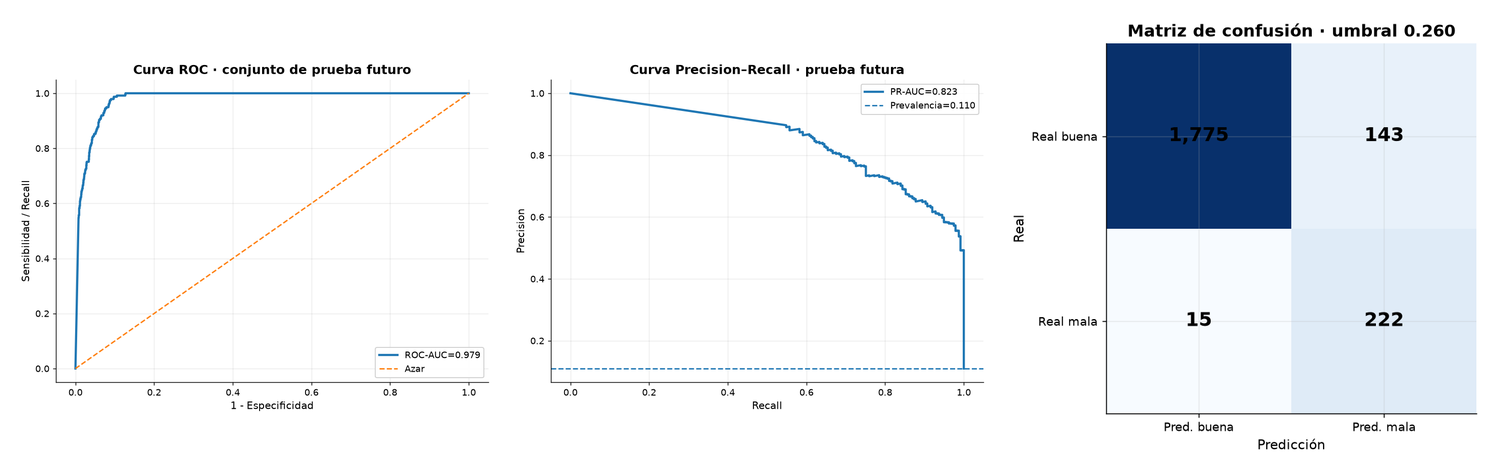 Curva ROC · conjunto de prueba futuro
Sensibilidad / Recall
1.0
0.8
0.6
0.4
0.2
0.0
0.0 0.2 0.4 0.6 0.8 1.0
1 - Especificidad
ROC-AUC=0.979
Azar
Curva Precision–Recall · prueba futura
Precision
1.0
0.8
0.6
0.4
0.2
0.0 0.2 0.4 0.6 0.8 1.0
Recall
PR-AUC=0.823
Prevalencia=0.110
Matriz de confusión · umbral 0.260
Real
Real buena
1,775 143
Real mala
15 222
Pred. buena Pred. mala
Predicción